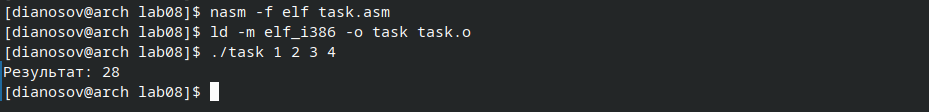 [dianosov@arch lab08]$ nasm -f elf task.asm
[dianosov@arch lab08]$ ld -m elf_i386 -o task task.o
[dianosov@arch lab08]$ ./task 1 2 3 4
Результат: 28
[dianosov@arch lab08]$